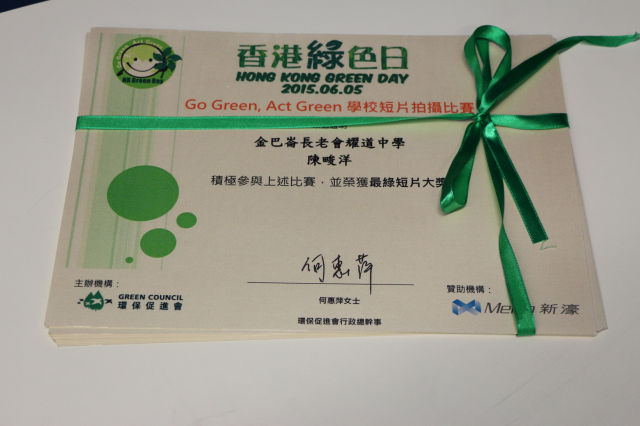 HK Green Day
香港綠色日
HONG KONG GREEN DAY
2015.06.05
Go Green, Act Green 學校短片拍攝比賽
金巴崙長老會耀道中學
陳晙洋
積極參與上述比賽，並榮獲最綠短片大獎
何惠萍
主辦機構：
GREEN COUNCIL
環保促進會
何惠萍女士
環保促進會行政總幹事
贊助機構：
新濠